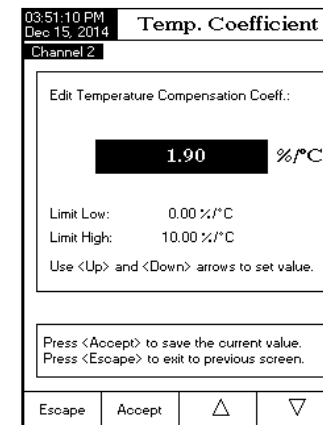 03:51:10 PM
Dec 15, 2014
Temp. Coefficient
Channel 2
Edit Temperature Compensation Coeff.:
1.90 %/°C
Limit Low: 0.00 %/°C
Limit High: 10.00 %/°C
Use <Up> and <Down> arrows to set value.
Press <Accept> to save the current value.
Press <Escape> to exit to previous screen.
Escape Accept △ ▽